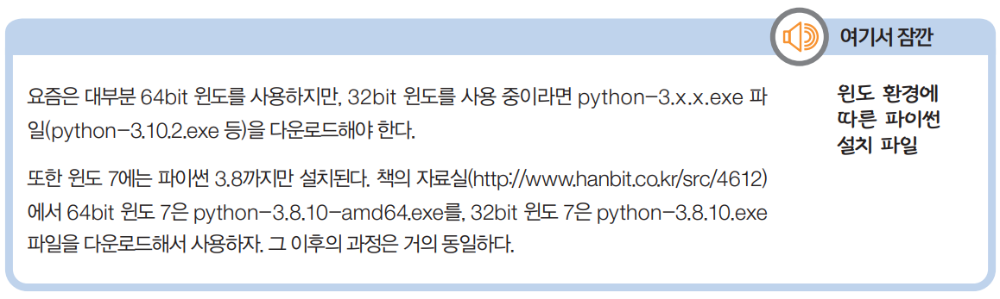 여기서 잠깐
윈도 환경에
따른 파이썬
설치 파일
요즘은 대부분 64bit 윈도를 사용하지만, 32bit 윈도를 사용 중이라면 python-3.x.x.exe 파
일(python-3.10.2.exe 등)을 다운로드해야 한다.
또한 윈도 7에는 파이썬 3.8까지만 설치된다. 책의 자료실(http://www.hanbit.co.kr/src/4612)
에서 64bit 윈도 7은 python-3.8.10-amd64.exe를, 32bit 윈도 7은 python-3.8.10.exe
파일을 다운로드해서 사용하자. 그 이후의 과정은 거의 동일하다.